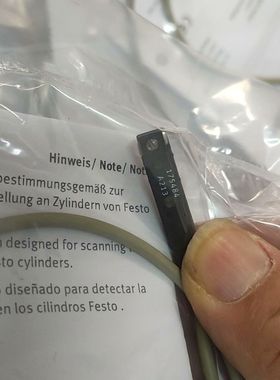 Hinweis/ Note/ Not
bestimmungsgemäß zur
ellung an Zylindern von Festo
designed for scanning
sto cylinders.
diseñado para detectar la
en los cilindros Festo .
175484
A213